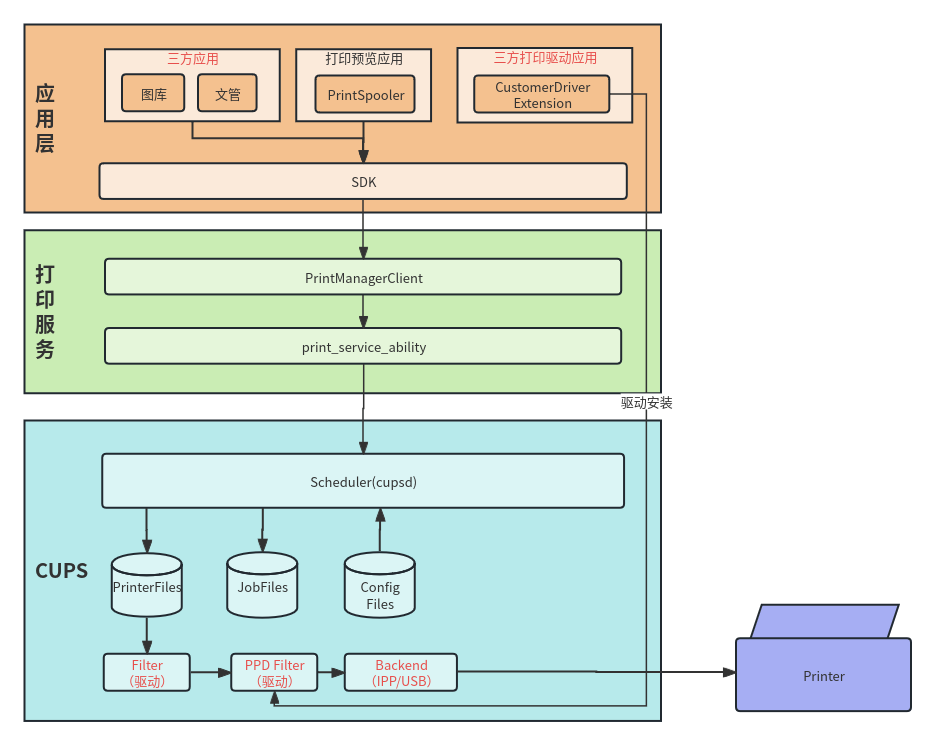 应
用
层
三方应用
图库
文管
打印预览应用
PrintSpooler
三方打印驱动应用
CustomerDriver
Extension
SDK
打
印
服
务
PrintManagerClient
print_service_ability
驱动安装
CUPS
Scheduler(cupsd)
PrinterFiles
JobFiles
Config
Files
Filter
（驱动）
PPD Filter
（驱动）
Backend
（IPP/USB）
Printer